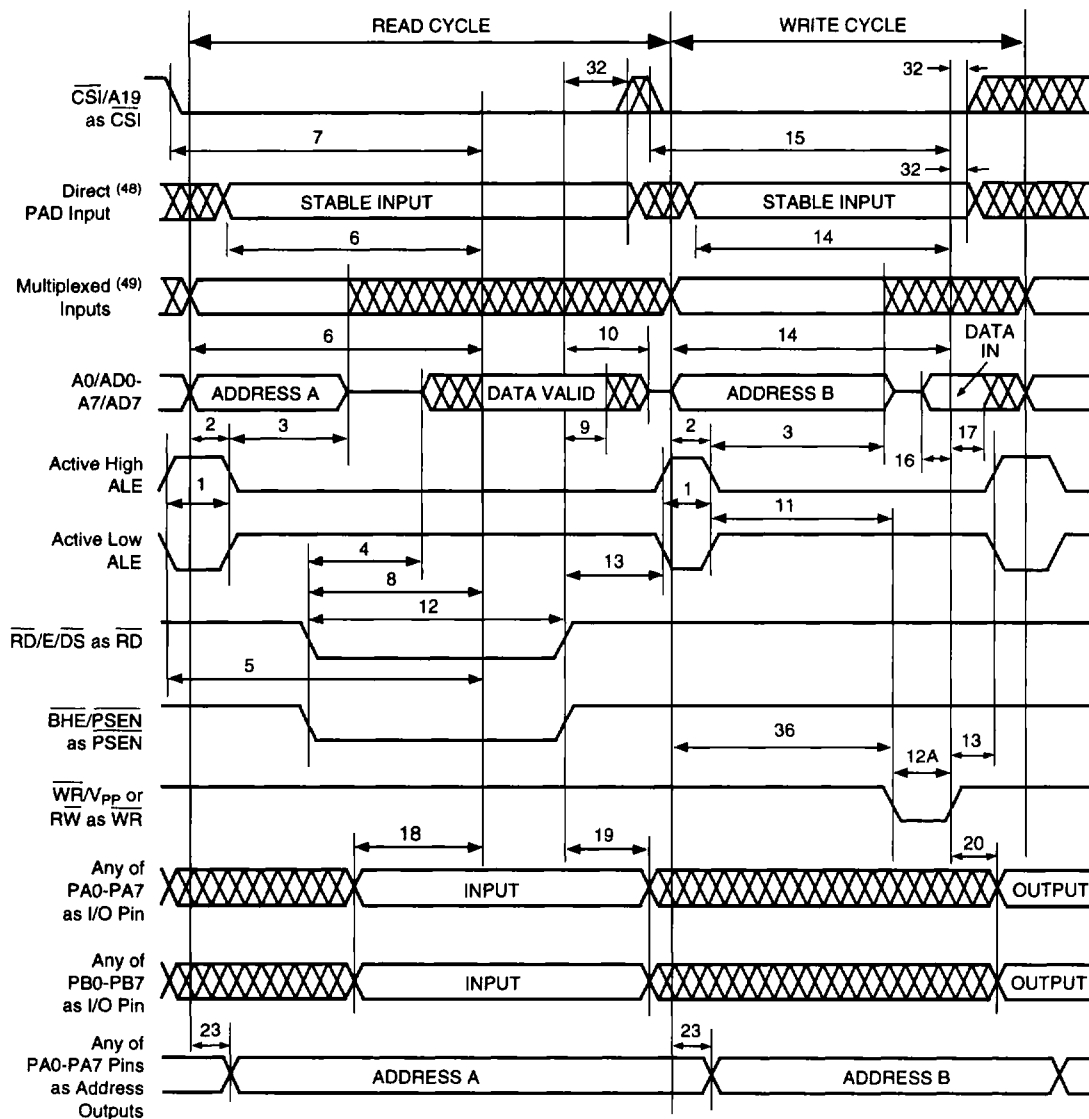 READ CYCLE WRITE CYCLE
32 32
CSI/A19
as CSI
7 15
32
Direct (48)
PAD Input
STABLE INPUT STABLE INPUT
6 14
Multiplexed (49)
Inputs
6 10 14 DATA
IN
A0/AD0-
A7/AD7
ADDRESS A DATA VALID ADDRESS B
2 3 9 2 3 16 17
Active High
ALE
1 1
11
Active Low
ALE
4 13
8
12
RD/E/DS as RD
5
BHE/PSEN
as PSEN
36 12A 13
WR/VPP or
RW as WR
18 19 20
Any of
PA0-PA7
as I/O Pin
INPUT OUTPUT
Any of
PB0-PB7
as I/O Pin
INPUT OUTPUT
23 23
Any of
PA0-PA7 Pins
as Address
Outputs
ADDRESS A ADDRESS B